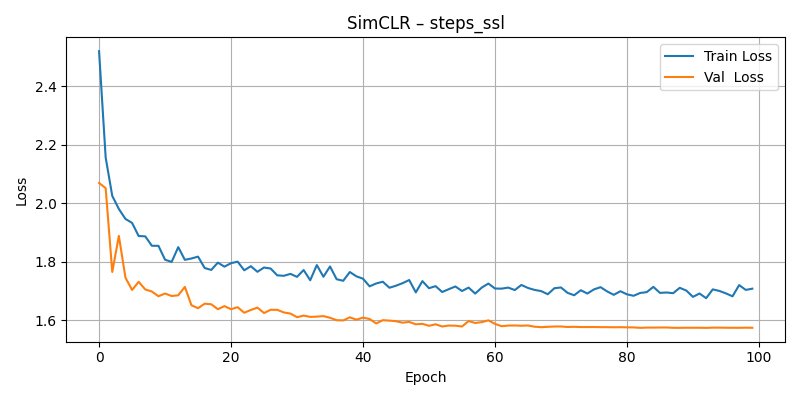 SimCLR – steps_ssl
Train Loss
Val  Loss
Loss
2.4
2.2
2.0
1.8
1.6
0 20 40 60 80 100
Epoch